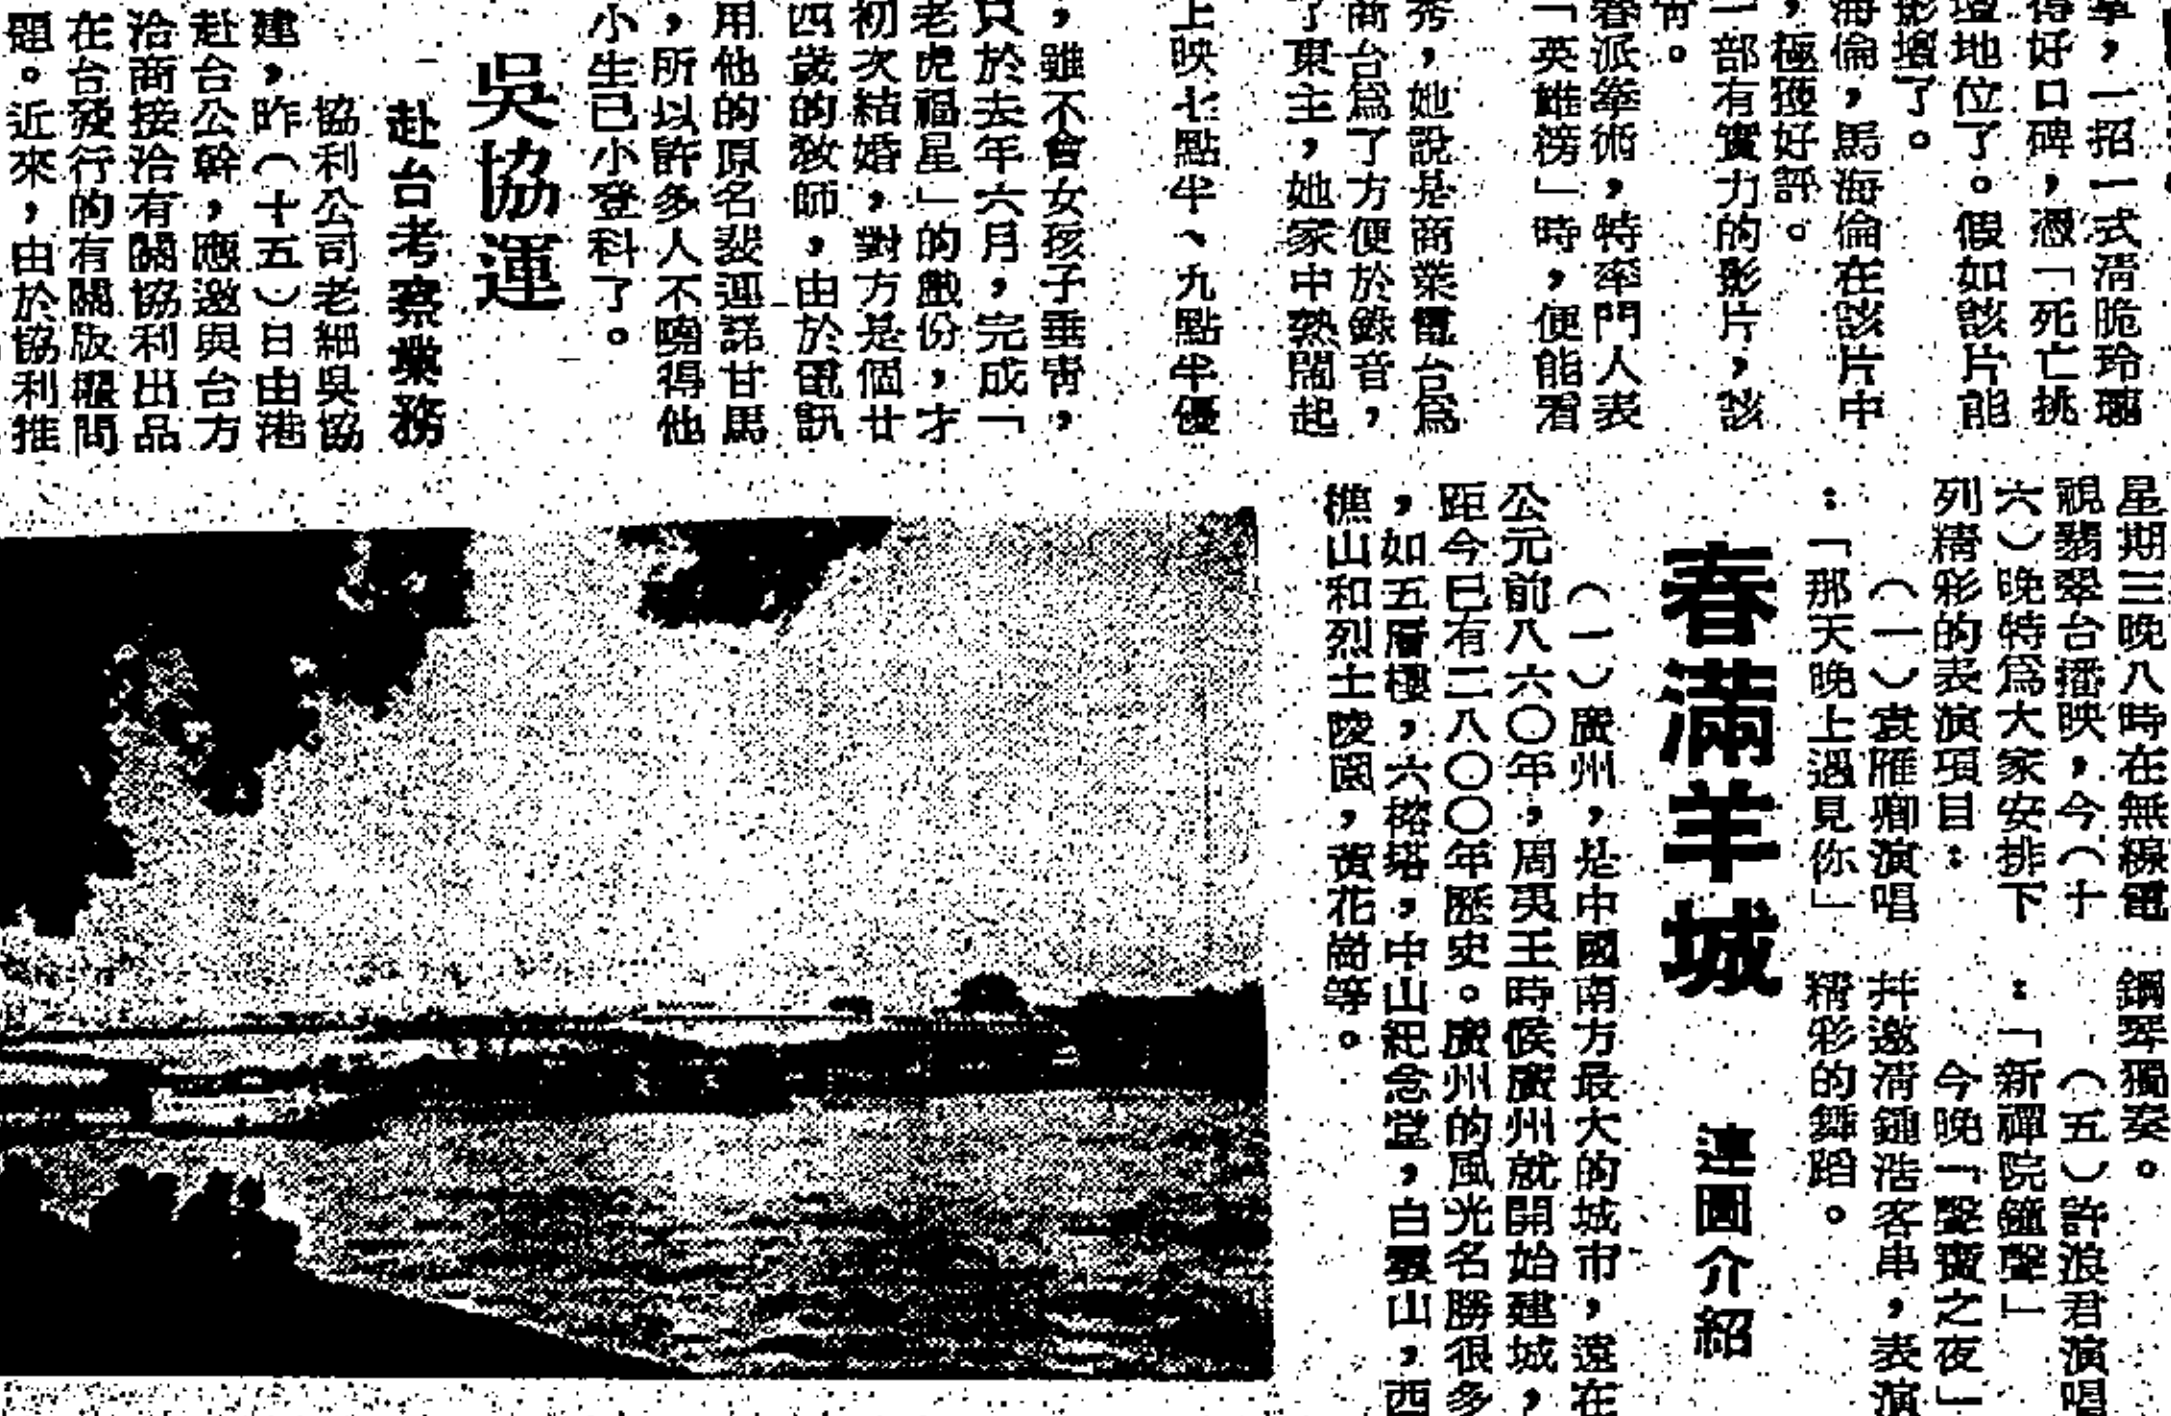 拿，一招一式清脆玲瓏
得好口碑，憑「死亡挑
壇地位了。假如該片能
影壇了。
海倫，馬海倫在該片中
，極獲好評。
一部有實力的影片，該
春派拳術，特率門人表
「英雄榜」時，便能看
秀，她說是商業電台爲
商台爲了方便於錄音，
了東主，她家中熱鬧起
上映七點半、九點半優
，雖不會女孩子垂靑，
只於去年六月，完成「
老虎福星」的戲份，才
初次結婚，對方是個廿
四歲的教師，由於電訊
用他的原名裴迺諾甘馬
，所以許多人不曉得他
小生已小登科了。
吳協運
赴台考察業務
協利公司老細吳協
建，昨（十五）日由港
赴台公幹，應邀與台方
洽商接洽有關協利出品
在台發行的有關版權問
題。近來，由於協利推
星期三晚八時在無線電
視翡翠台播映，今（十
六）晚特爲大家安排下
列精彩的表演項目：
（一）袁雁卿演唱
：「那天晚上遇見你」
鋼琴獨奏。
（五）許浪君演唱
：「新禪院鐘聲」
今晚「聲寶之夜」
幷邀淸鍾浩客串，表演
精彩的舞蹈。
春滿羊城
連圖介紹
（一）廣州，是中國南方最大的城市，遠在
公元前八六〇年，周夷王時候廣州就開始建城，
距今已有二八〇〇年歷史。廣州的風光名勝很多
，如五層樓，六榕塔，中山紀念堂，白雲山，西
樵山和烈士陵園，黃花崗等。